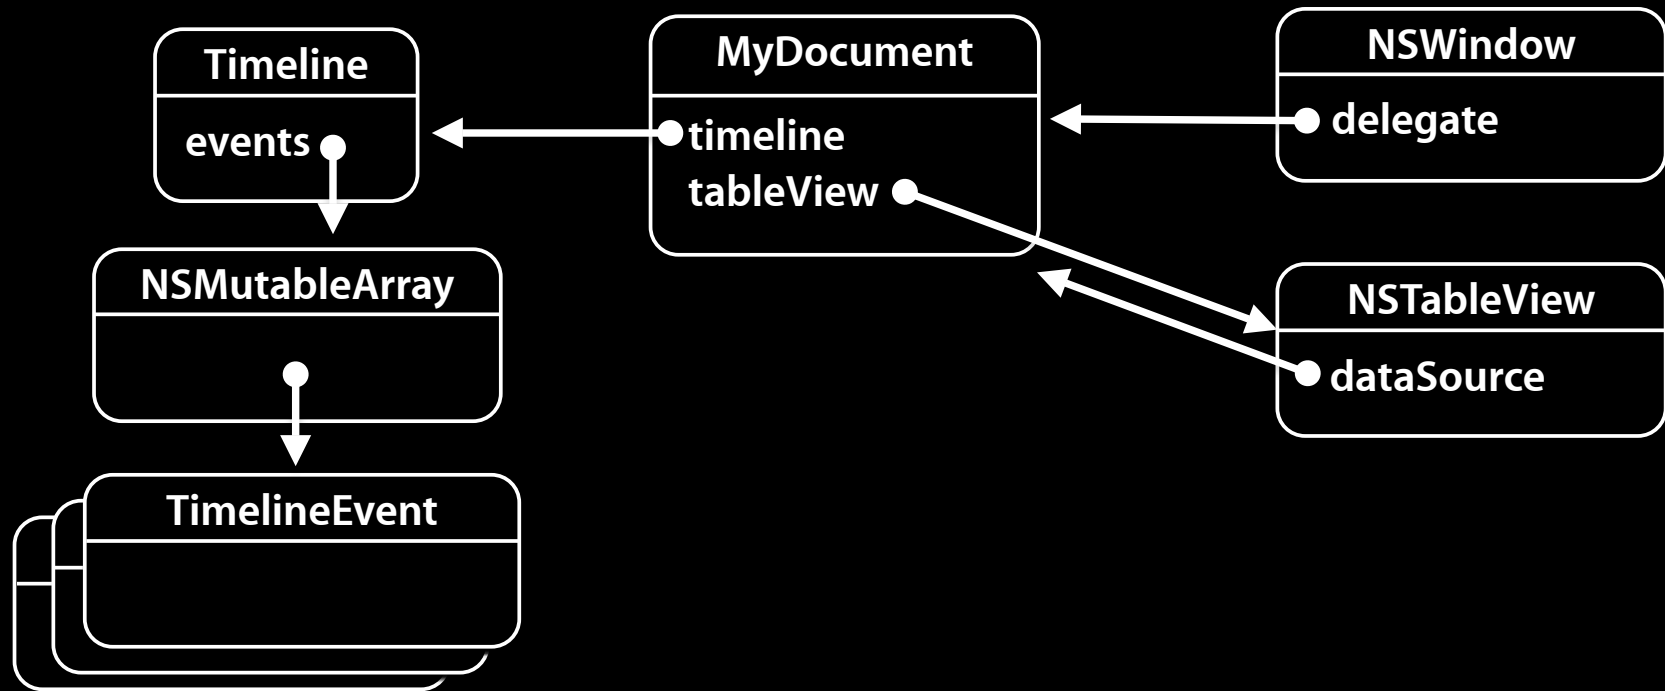 Timeline
events
NSMutableArray
TimelineEvent
MyDocument
timeline
tableView
NSWindow
delegate
NSTableView
dataSource